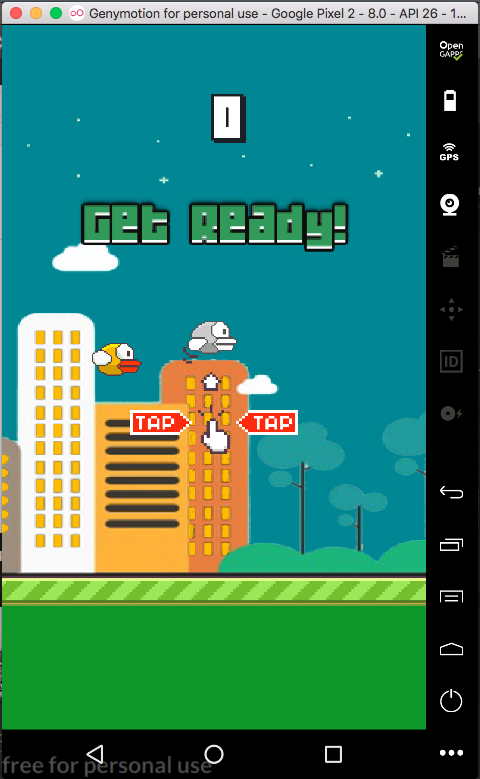 Genymotion for personal use - Google Pixel 2 - 8.0 - API 26 - 1...
Open
GAPPS
GPS
Get Ready!
ID
TAP TAP
free for personal use